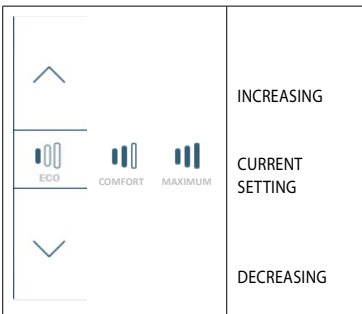 INCREASING
ECO
COMFORT
MAXIMUM
CURRENT
SETTING
DECREASING